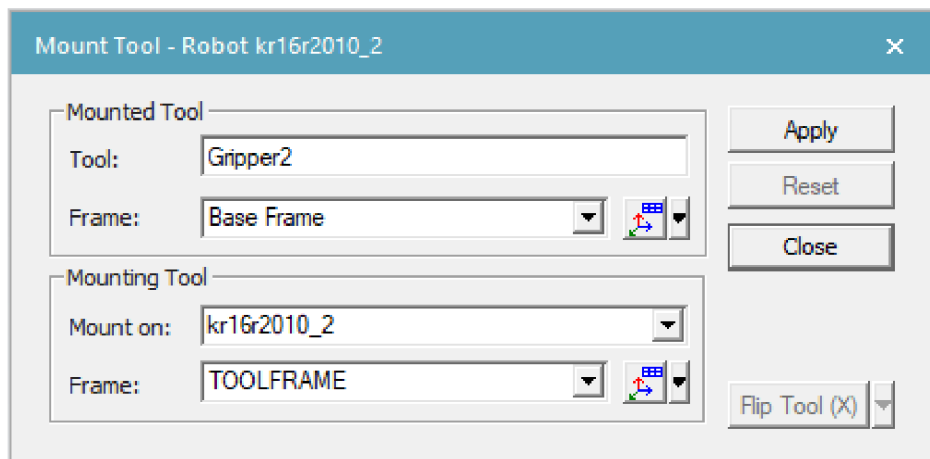 Mount Tool - Robot kr16r2010_2
Mounted Tool
Tool: Gripper2
Frame: Base Frame
Mounting Tool
Mount on: kr16r2010_2
Frame: TOOLFRAME
Apply
Reset
Close
Flip Tool (X)